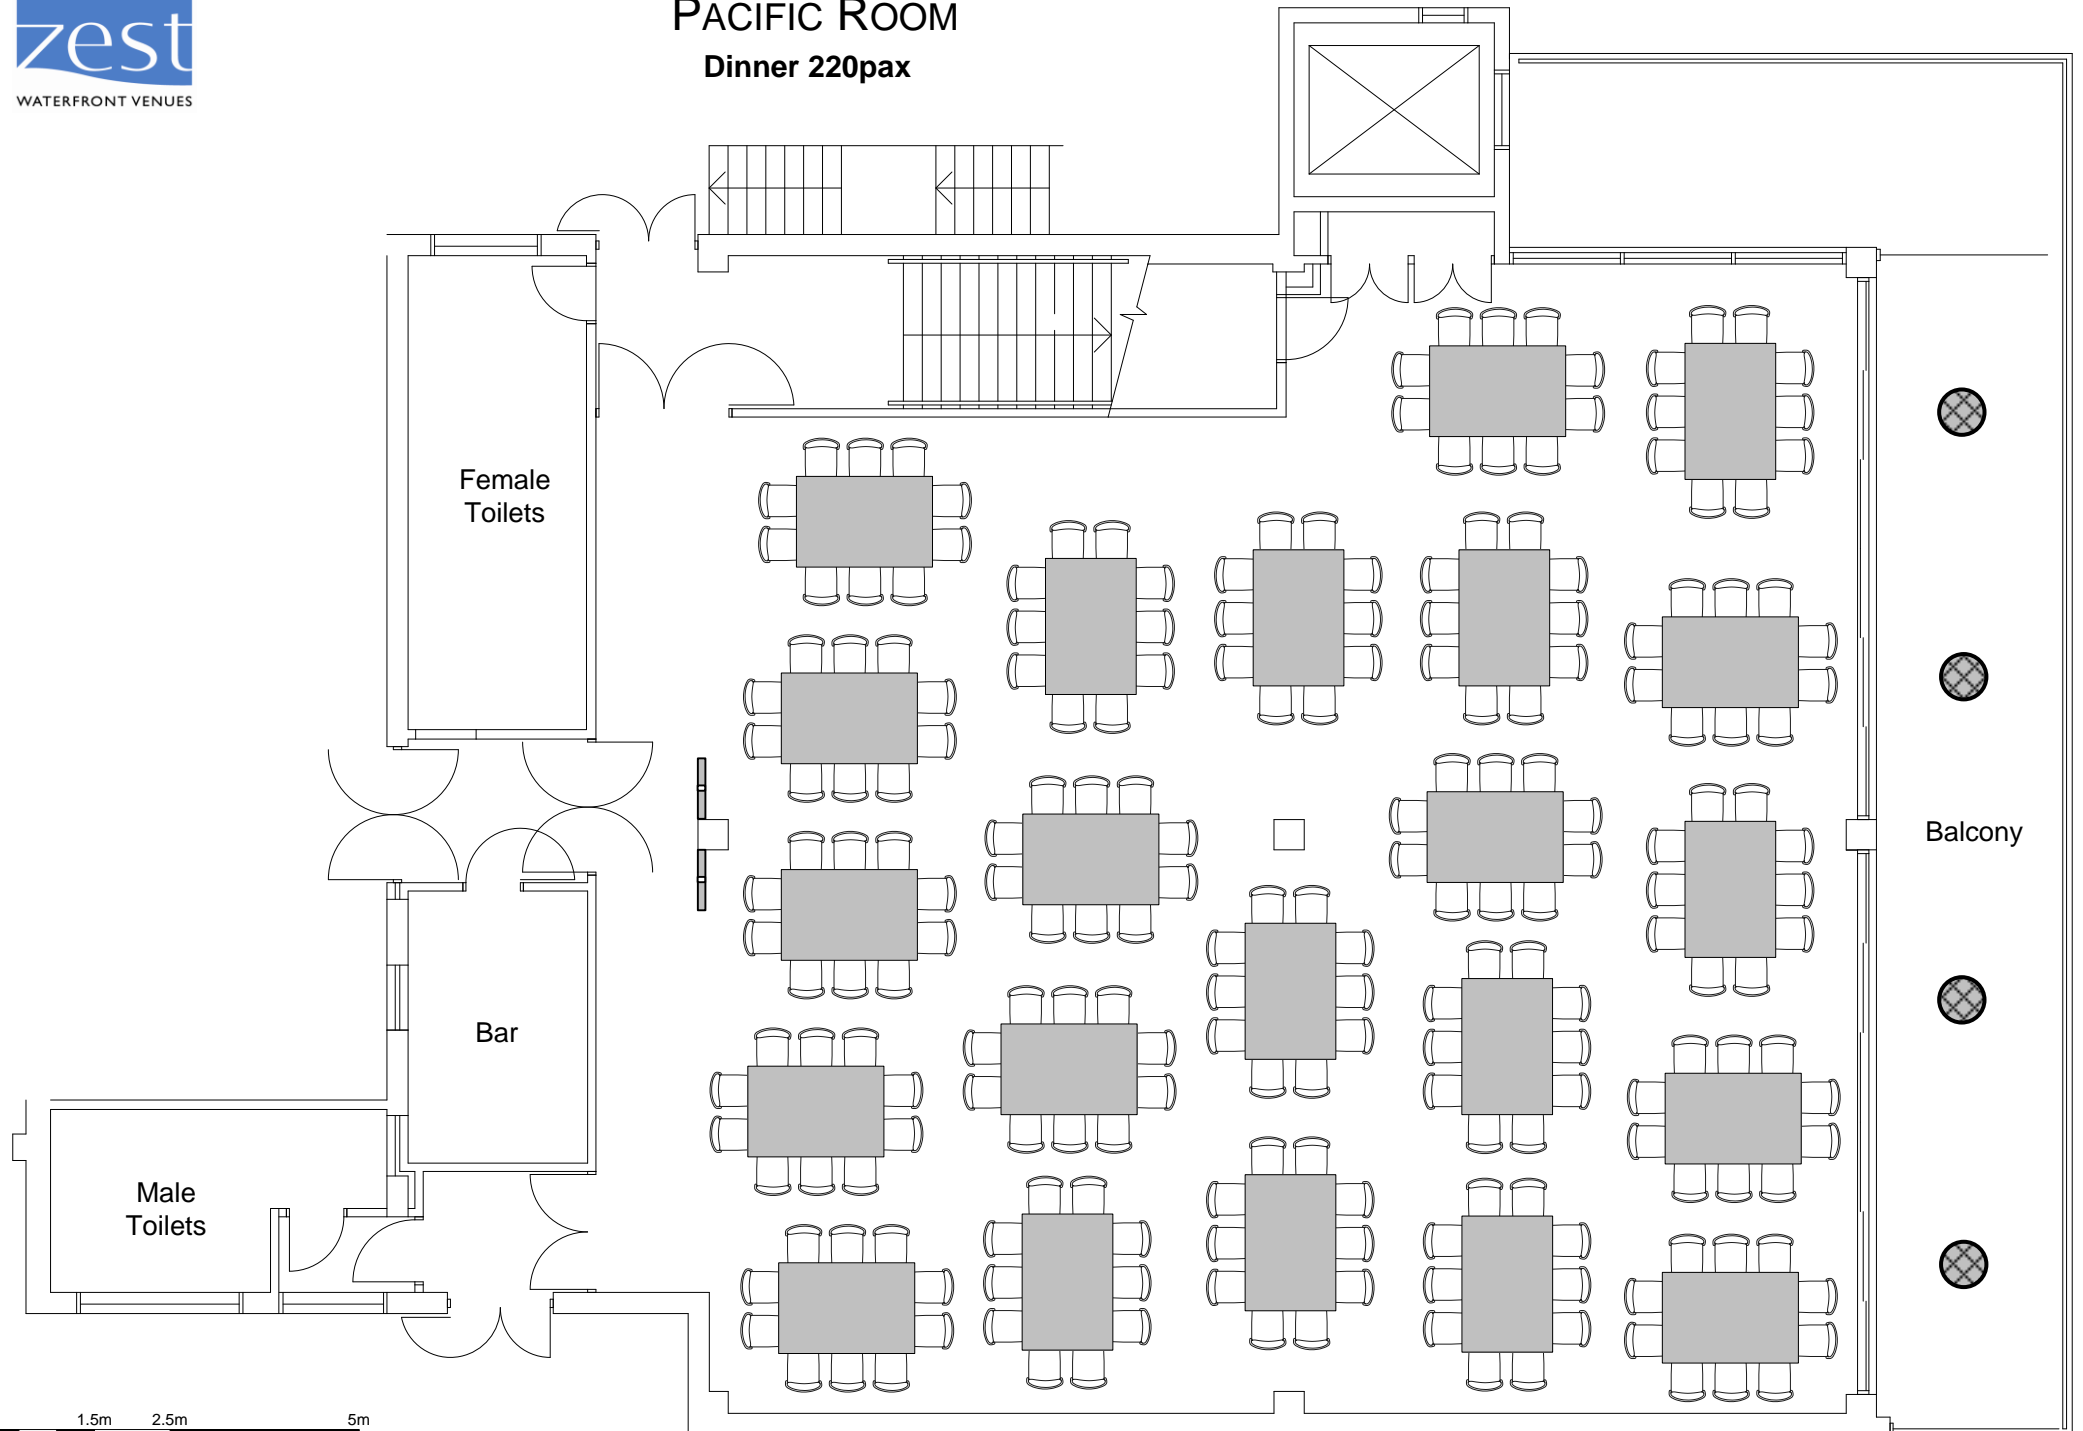 zest
WATERFRONT VENUES
PACIFIC ROOM
Dinner 220pax
Female
Toilets
Balcony
Bar
Male
Toilets
1.5m 2.5m 5m